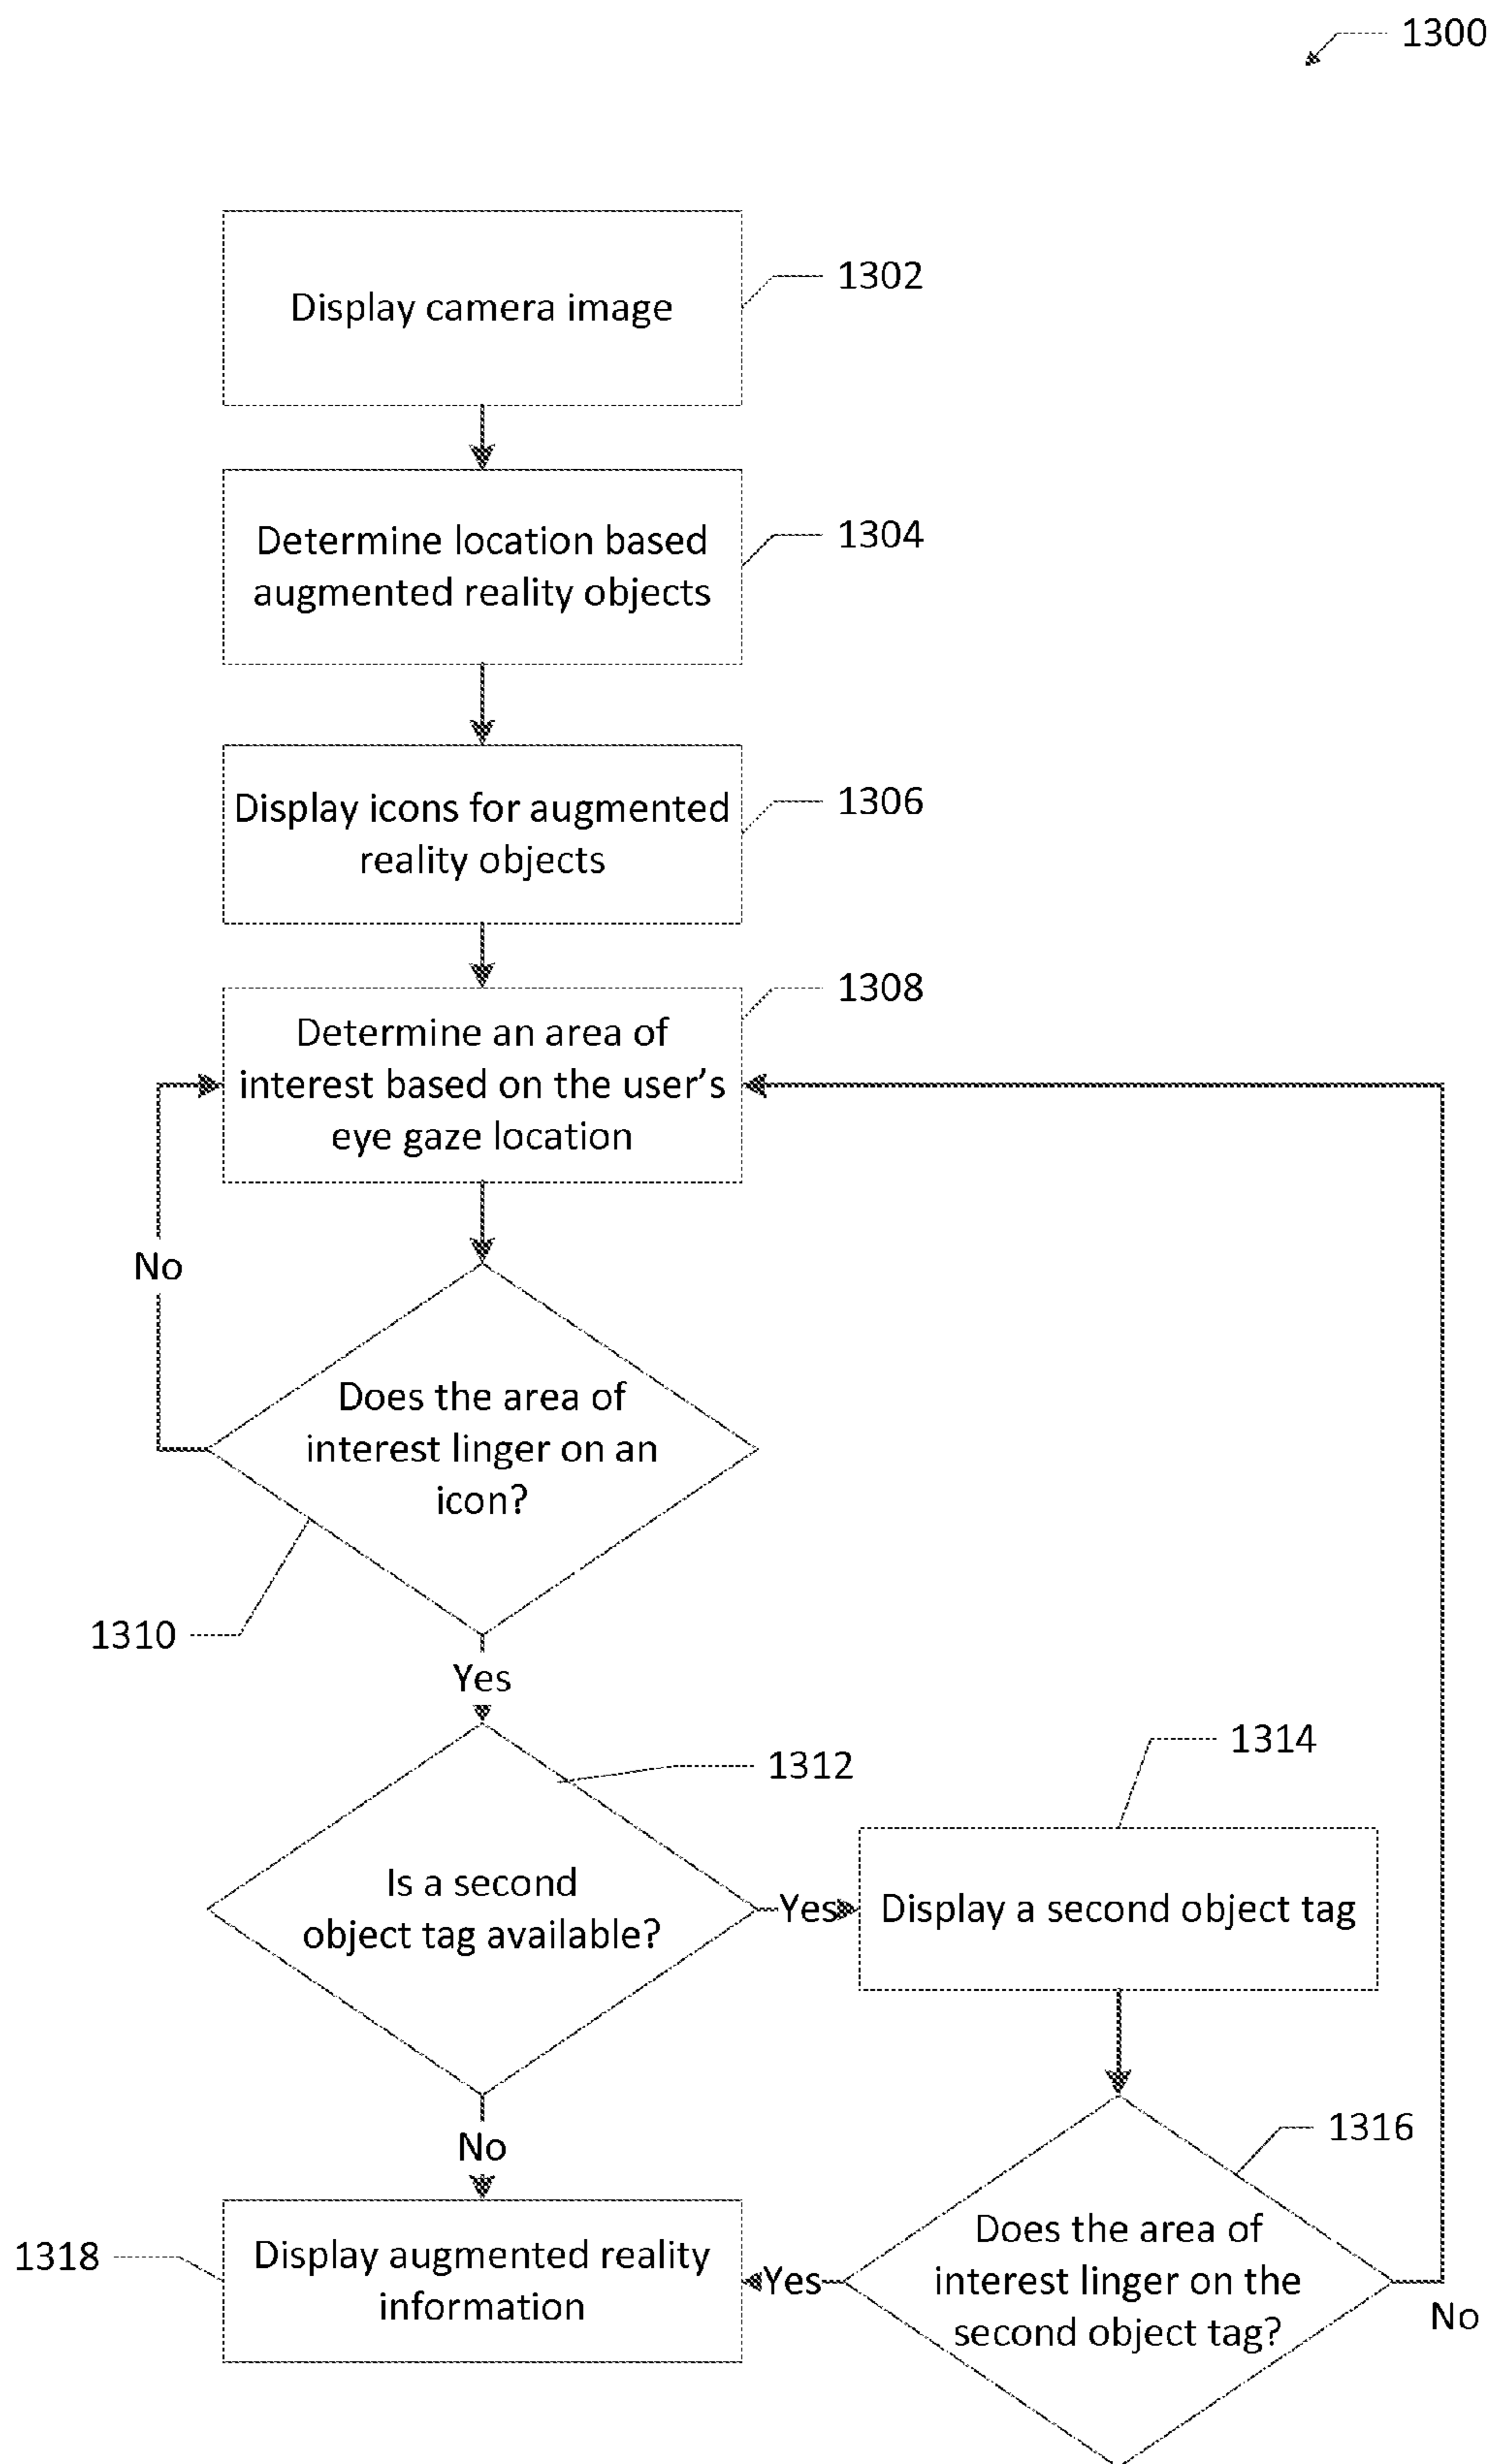 1300
Display camera image
1302
Determine location based
augmented reality objects
1304
Display icons for augmented
reality objects
1306
1308
Determine an area of
interest based on the user's
eye gaze location
No
Does the area of
interest linger on an
icon?
1310
Yes
1312
1314
Is a second
object tag available?
Yes
Display a second object tag
No
1316
1318
Display augmented reality
information
Yes
Does the area of
interest linger on the
second object tag?
No